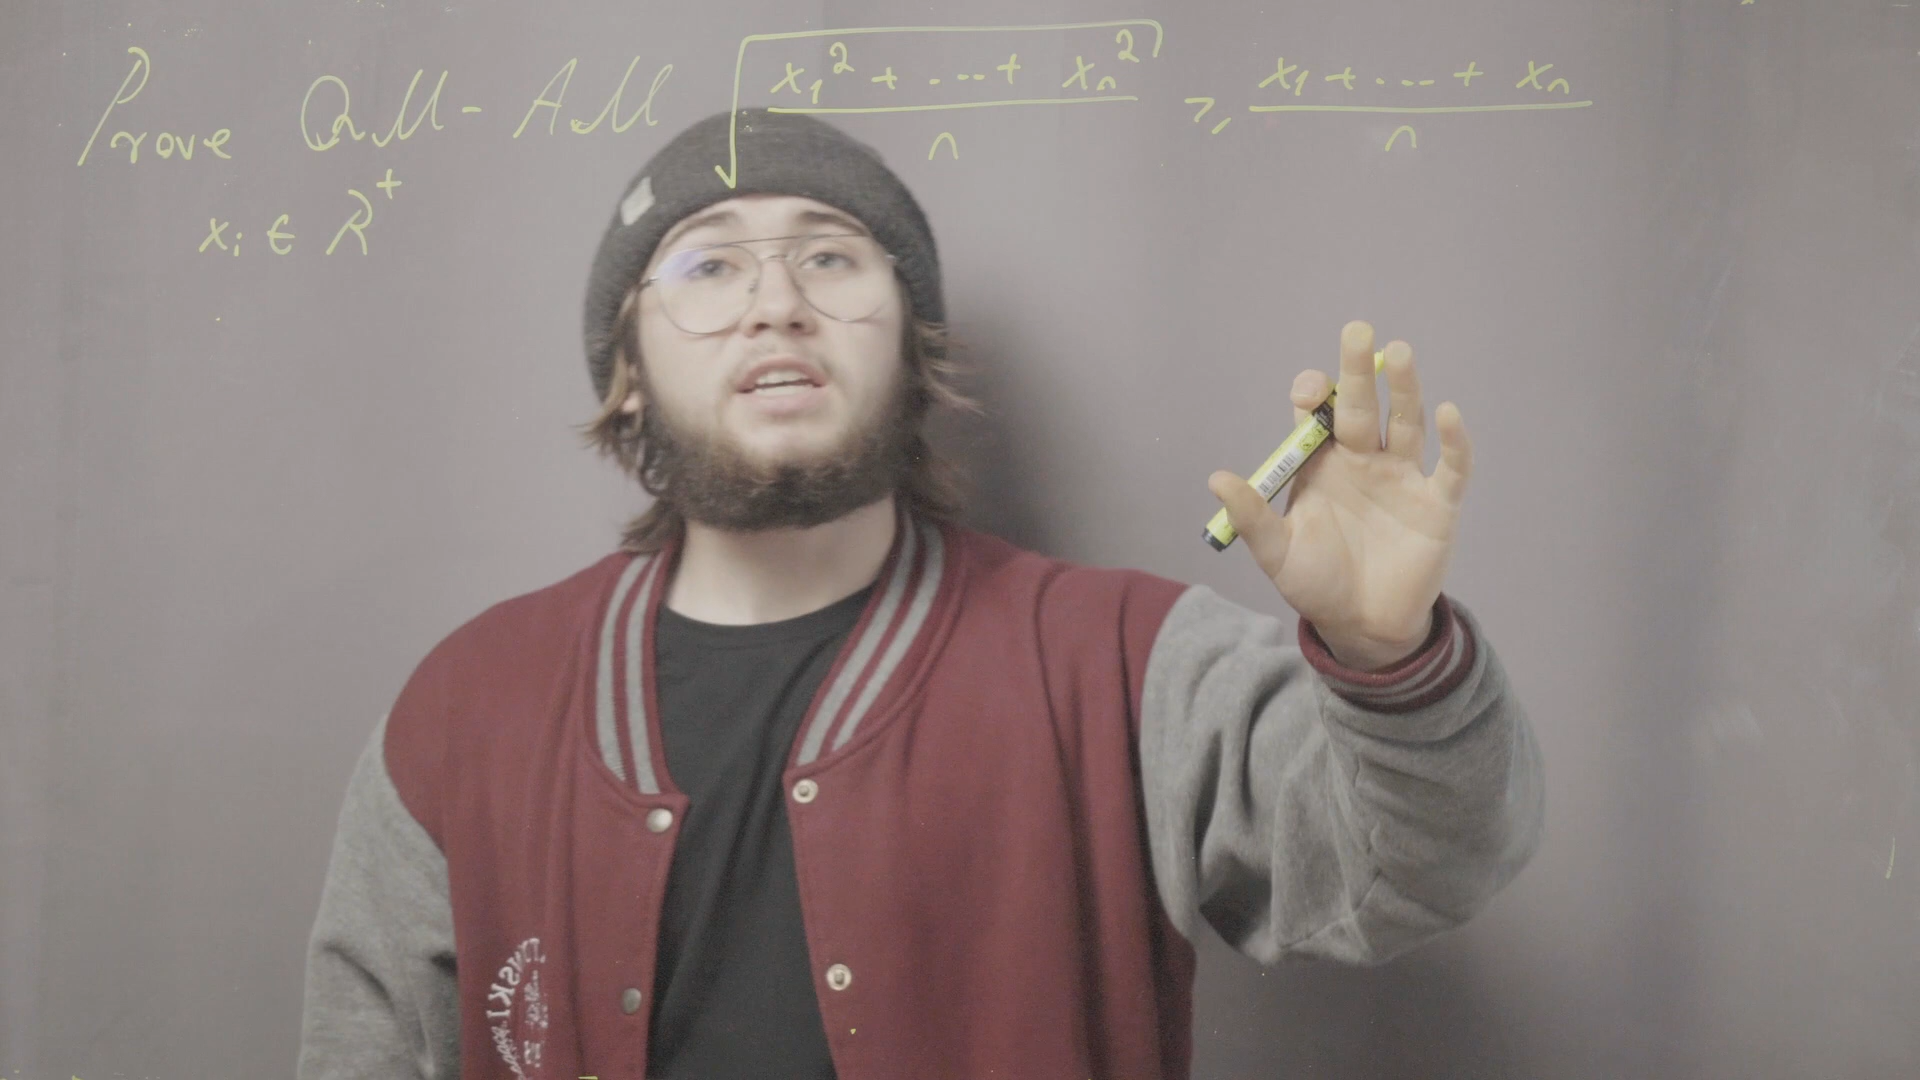 Prove QM-AM √((x₁² + ... + xₙ²)/n) ≥ (x₁ + ... + xₙ)/n
xᵢ ∈ R⁺